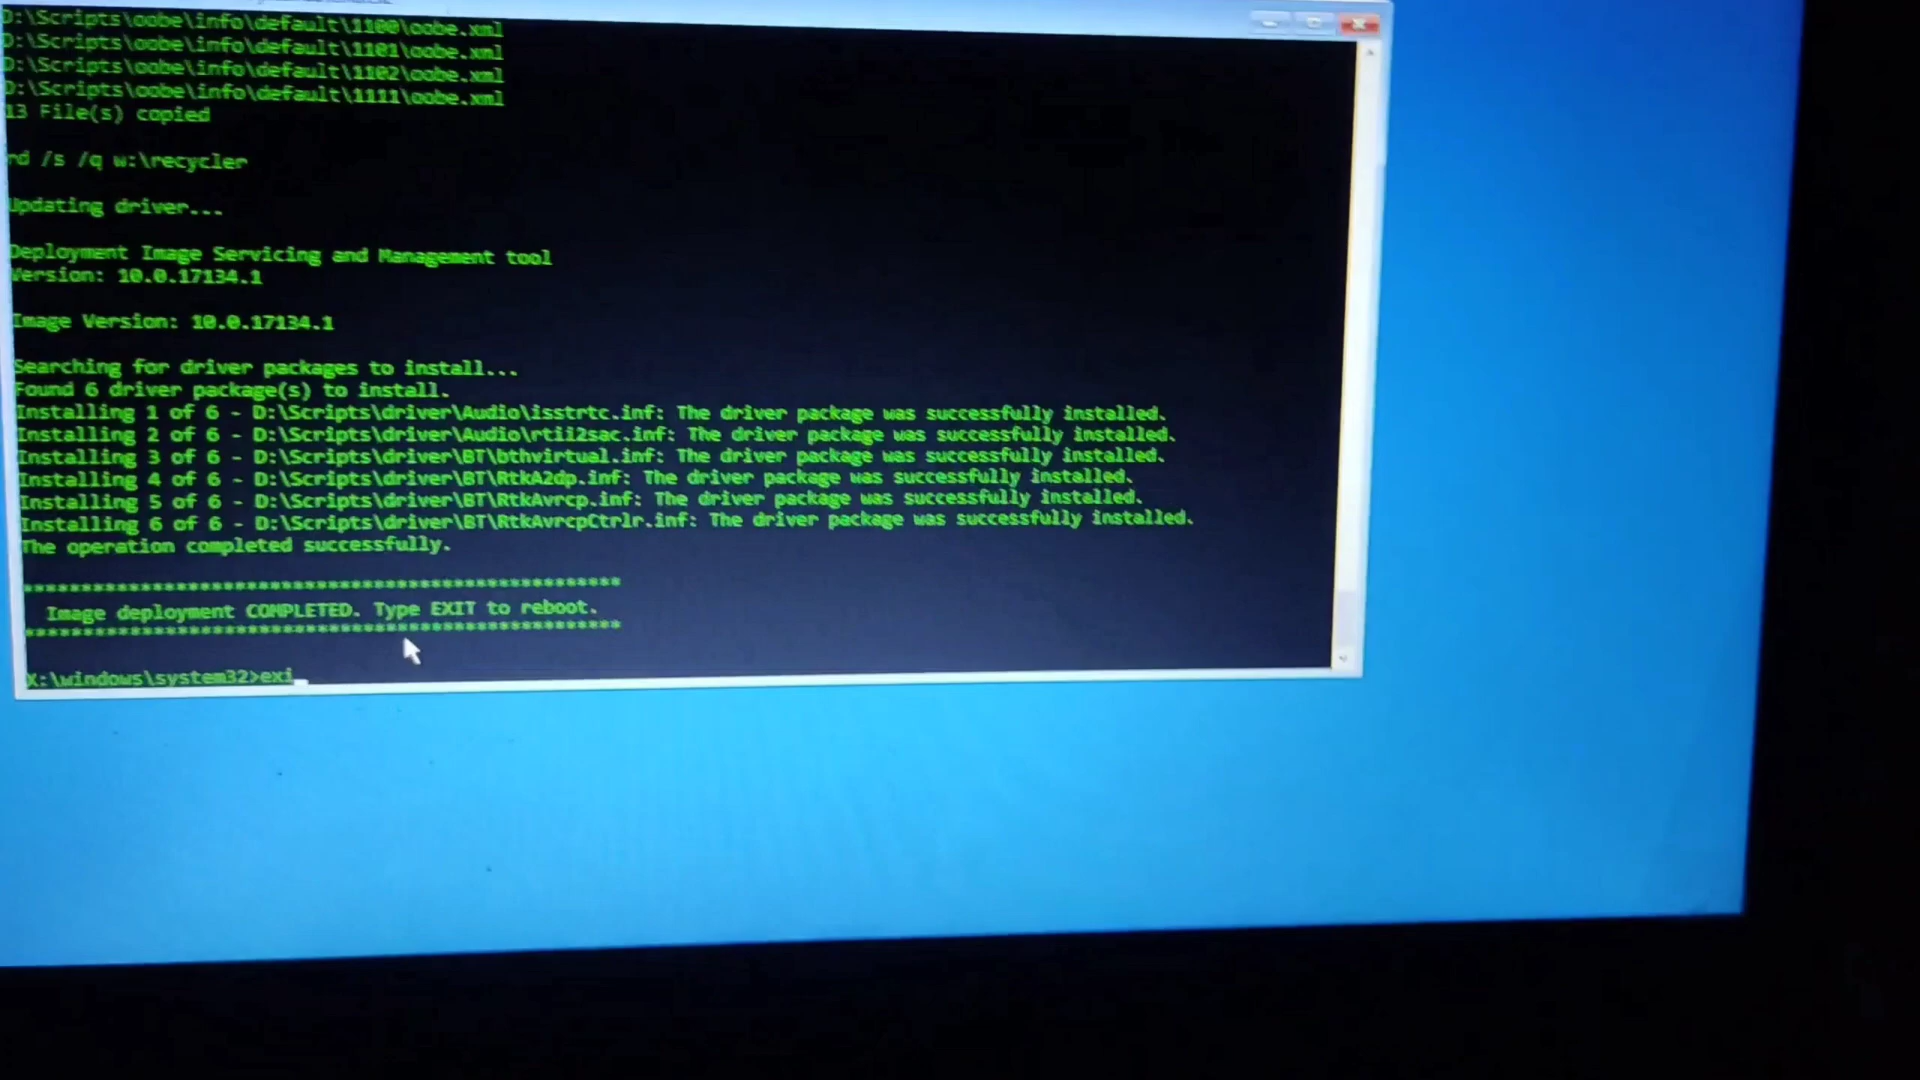 D:\Scripts\oobe\info\default\1100\oobe.xml
D:\Scripts\oobe\info\default\1101\oobe.xml
D:\Scripts\oobe\info\default\1102\oobe.xml
D:\Scripts\oobe\info\default\1111\oobe.xml
13 File(s) copied
rd /s /q w:\recycler
Updating driver...
Deployment Image Servicing and Management tool
Version: 10.0.17134.1
Image Version: 10.0.17134.1
Searching for driver packages to install...
Found 6 driver package(s) to install.
Installing 1 of 6 - D:\Scripts\driver\Audio\isstrtc.inf: The driver package was successfully installed.
Installing 2 of 6 - D:\Scripts\driver\Audio\rtii2sac.inf: The driver package was successfully installed.
Installing 3 of 6 - D:\Scripts\driver\BT\bthvirtual.inf: The driver package was successfully installed.
Installing 4 of 6 - D:\Scripts\driver\BT\RtkA2dp.inf: The driver package was successfully installed.
Installing 5 of 6 - D:\Scripts\driver\BT\RtkAvrcp.inf: The driver package was successfully installed.
Installing 6 of 6 - D:\Scripts\driver\BT\RtkAvrcpCtrlr.inf: The driver package was successfully installed.
The operation completed successfully.
**************************************************
Image deployment COMPLETED. Type EXIT to reboot.
**************************************************
X:\windows\system32>exi